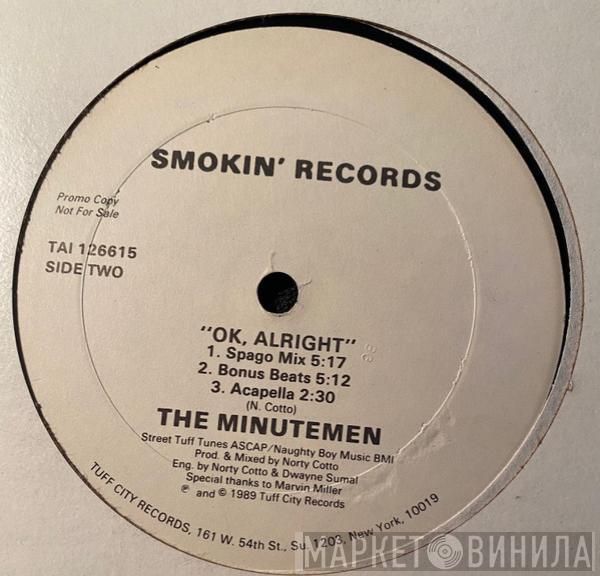 SMOKIN' RECORDS
Promo Copy
Not For Sale
TAI 126615
SIDE TWO
"OK, ALRIGHT"
1. Spago Mix 5:17
2. Bonus Beats 5:12
3. Acapella 2:30
(N. Cotto)
THE MINUTEMEN
Street Tuff Tunes ASCAP/Naughty Boy Music BMI
Prod. & Mixed by Norty Cotto
Eng. by Norty Cotto & Dwayne Sumal
Special thanks to Marvin Miller
℗ and © 1989 Tuff City Records
TUFF CITY RECORDS, 161 W. 54th St., Su. 1203, New York, 10019
МАРКЕТ ВИНИЛА